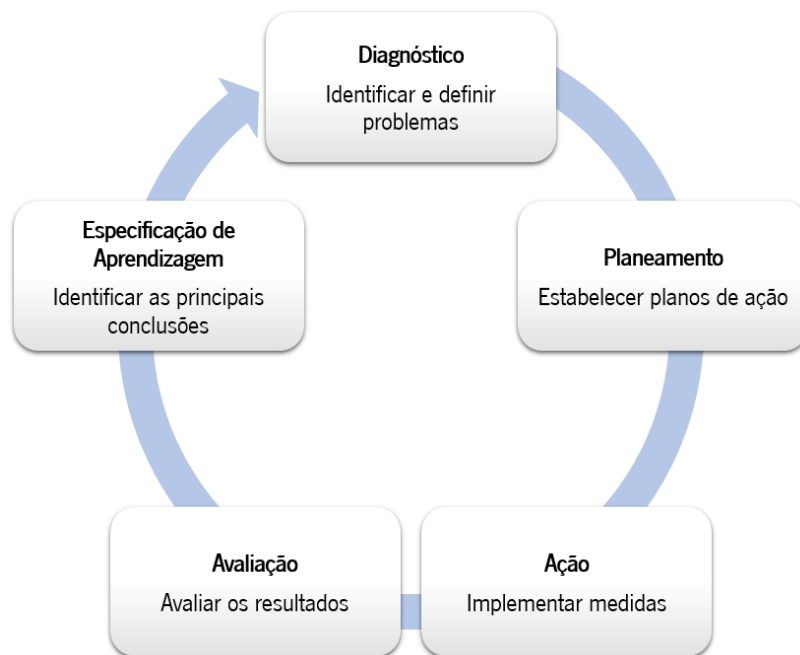 Diagnóstico
Identificar e definir
problemas
Planeamento
Estabelecer planos de ação
Ação
Implementar medidas
Avaliação
Avaliar os resultados
Especificação de
Aprendizagem
Identificar as principais
conclusões